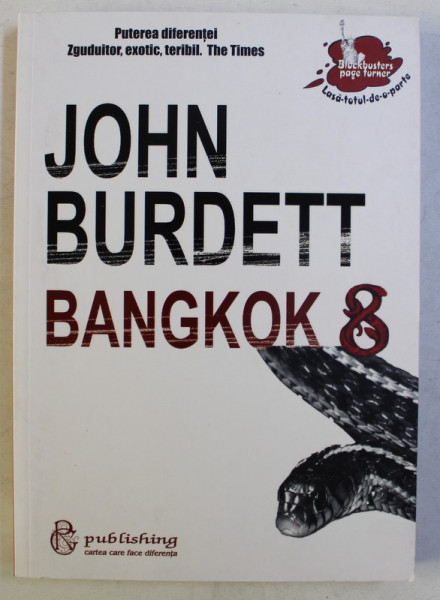 Puterea diferenței
Zguduitor, exotic, teribil. The Times
Blockbusters
page turner
Lasă-totul-de-o-parte
JOHN
BURDETT
BANGKOK 8
publishing
cartea care face diferența